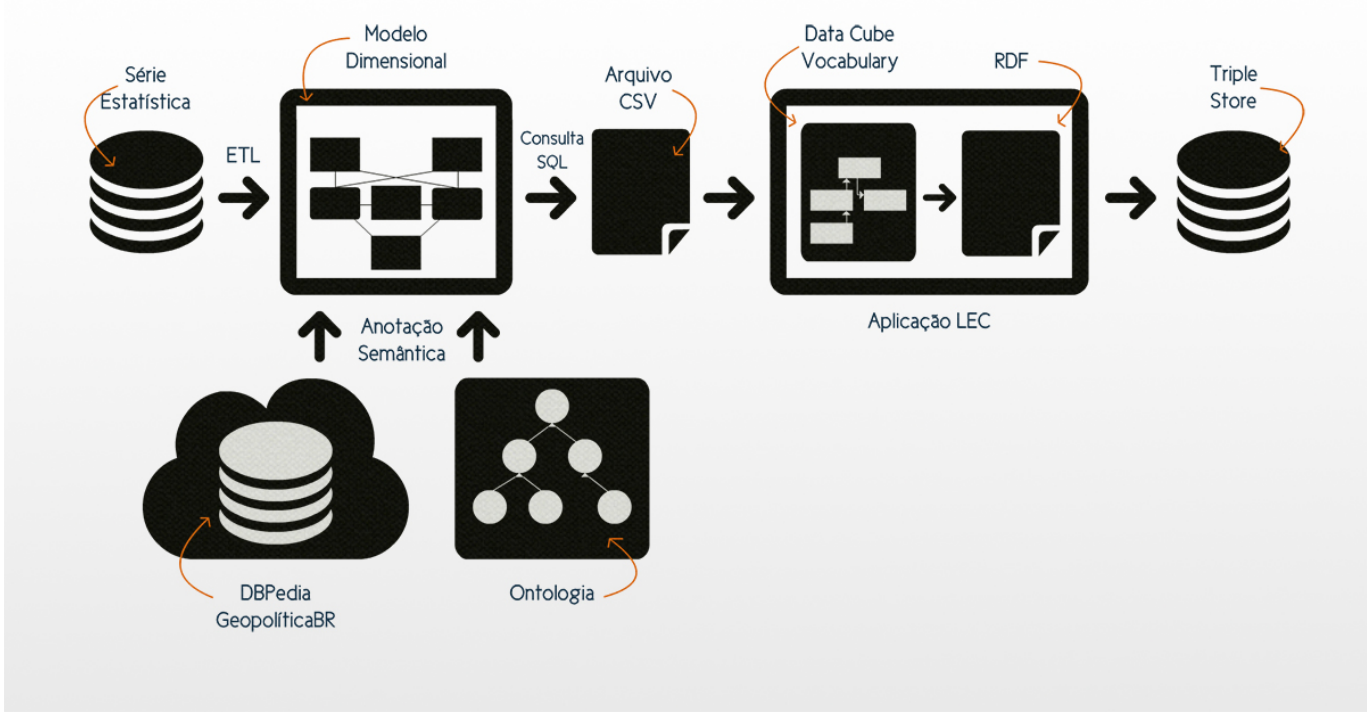 Série
Estatística
ETL
Modelo
Dimensional
Consulta
SQL
Arquivo
CSV
Data Cube
Vocabulary
RDF
Aplicação LEC
Triple
Store
Anotação
Semântica
DBPedia
GeopolíticaBR
Ontologia